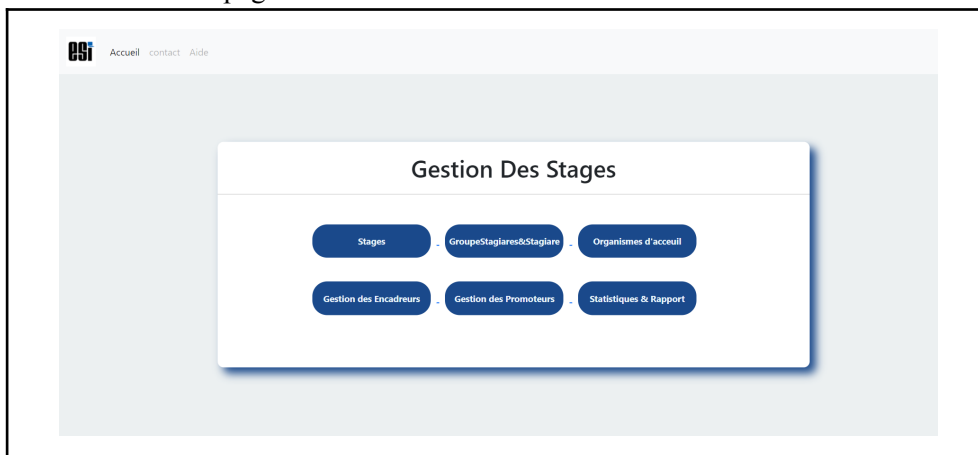 esi Accueil contact Aide
Gestion Des Stages
Stages - GroupeStagiares&Stagiare - Organismes d'acceuil
Gestion des Encadreurs - Gestion des Promoteurs - Statistiques & Rapport